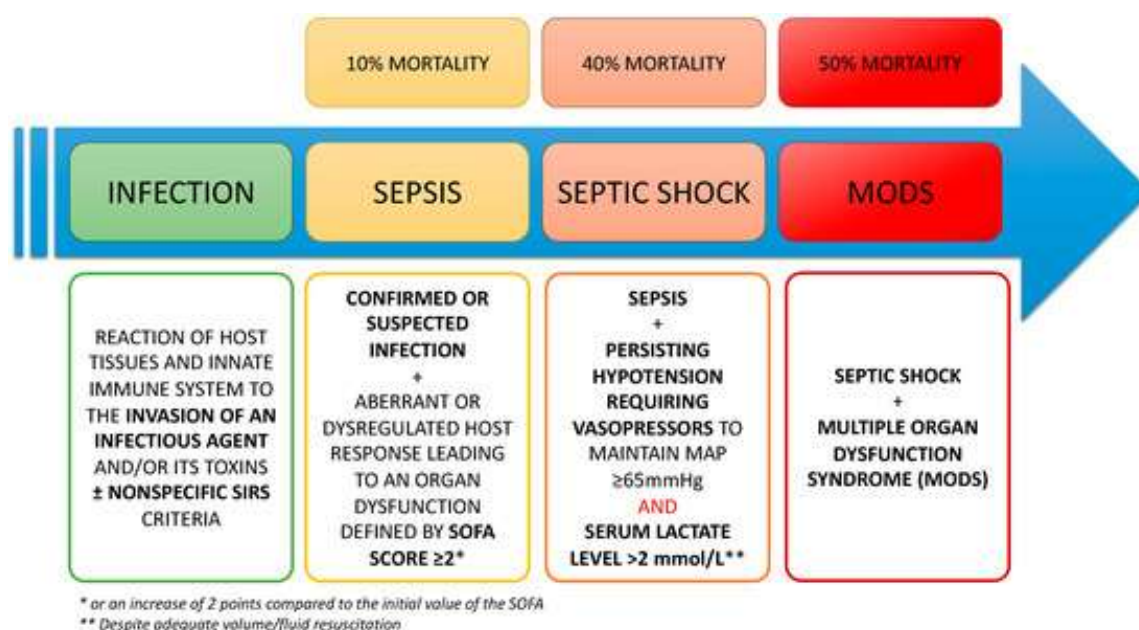 10% MORTALITY
40% MORTALITY
50% MORTALITY
INFECTION
SEPSIS
SEPTIC SHOCK
MODS
REACTION OF HOST
TISSUES AND INNATE
IMMUNE SYSTEM TO
THE INVASION OF AN
INFECTIOUS AGENT
AND/OR ITS TOXINS
± NONSPECIFIC SIRS
CRITERIA
CONFIRMED OR
SUSPECTED
INFECTION
+
ABERRANT OR
DYSREGULATED HOST
RESPONSE LEADING
TO AN ORGAN
DYSFUNCTION
DEFINED BY SOFA
SCORE ≥2*
SEPSIS
+
PERSISTING
HYPOTENSION
REQUIRING
VASOPRESSORS TO
MAINTAIN MAP
≥65mmHg
AND
SERUM LACTATE
LEVEL >2 mmol/L**
SEPTIC SHOCK
+
MULTIPLE ORGAN
DYSFUNCTION
SYNDROME (MODS)
* or an increase of 2 points compared to the initial value of the SOFA
** Despite adequate volume/fluid resuscitation